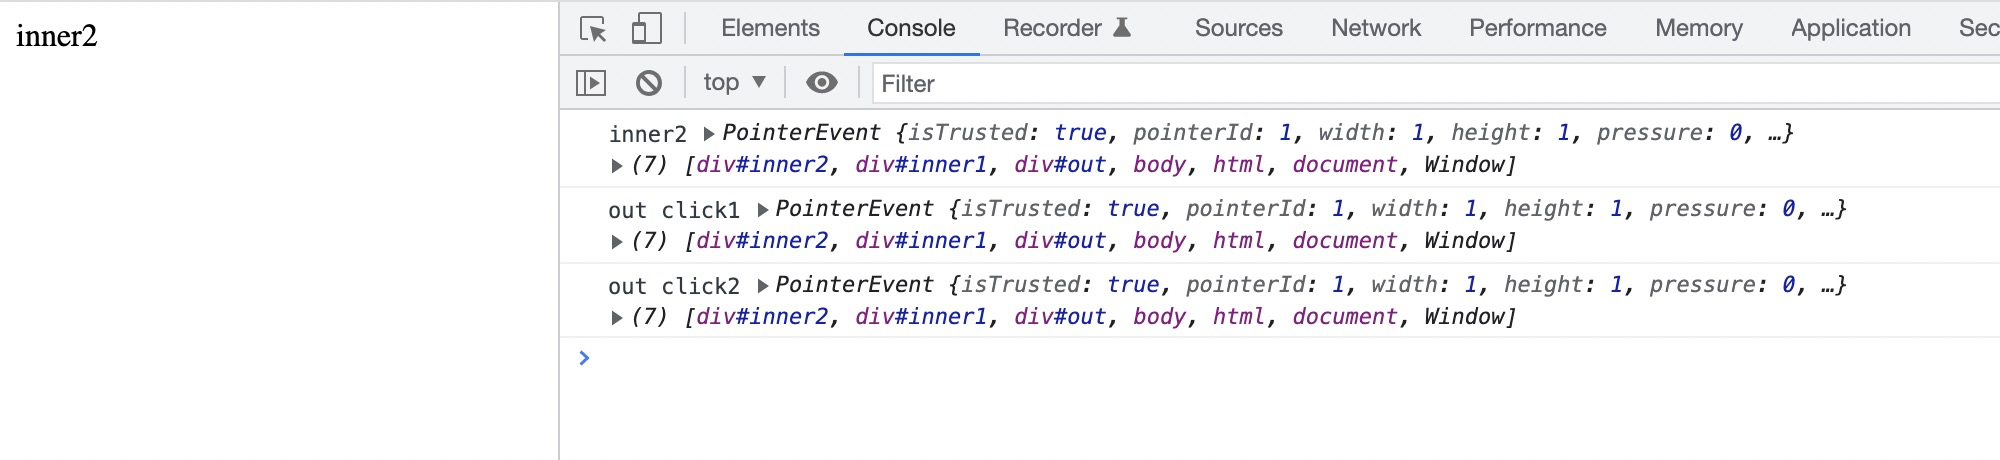 inner2
Elements Console Recorder Sources Network Performance Memory Application Sec
top ▼ Filter
inner2 ▶ PointerEvent {isTrusted: true, pointerId: 1, width: 1, height: 1, pressure: 0, …}
▶ (7) [div#inner2, div#inner1, div#out, body, html, document, Window]
out click1 ▶ PointerEvent {isTrusted: true, pointerId: 1, width: 1, height: 1, pressure: 0, …}
▶ (7) [div#inner2, div#inner1, div#out, body, html, document, Window]
out click2 ▶ PointerEvent {isTrusted: true, pointerId: 1, width: 1, height: 1, pressure: 0, …}
▶ (7) [div#inner2, div#inner1, div#out, body, html, document, Window]